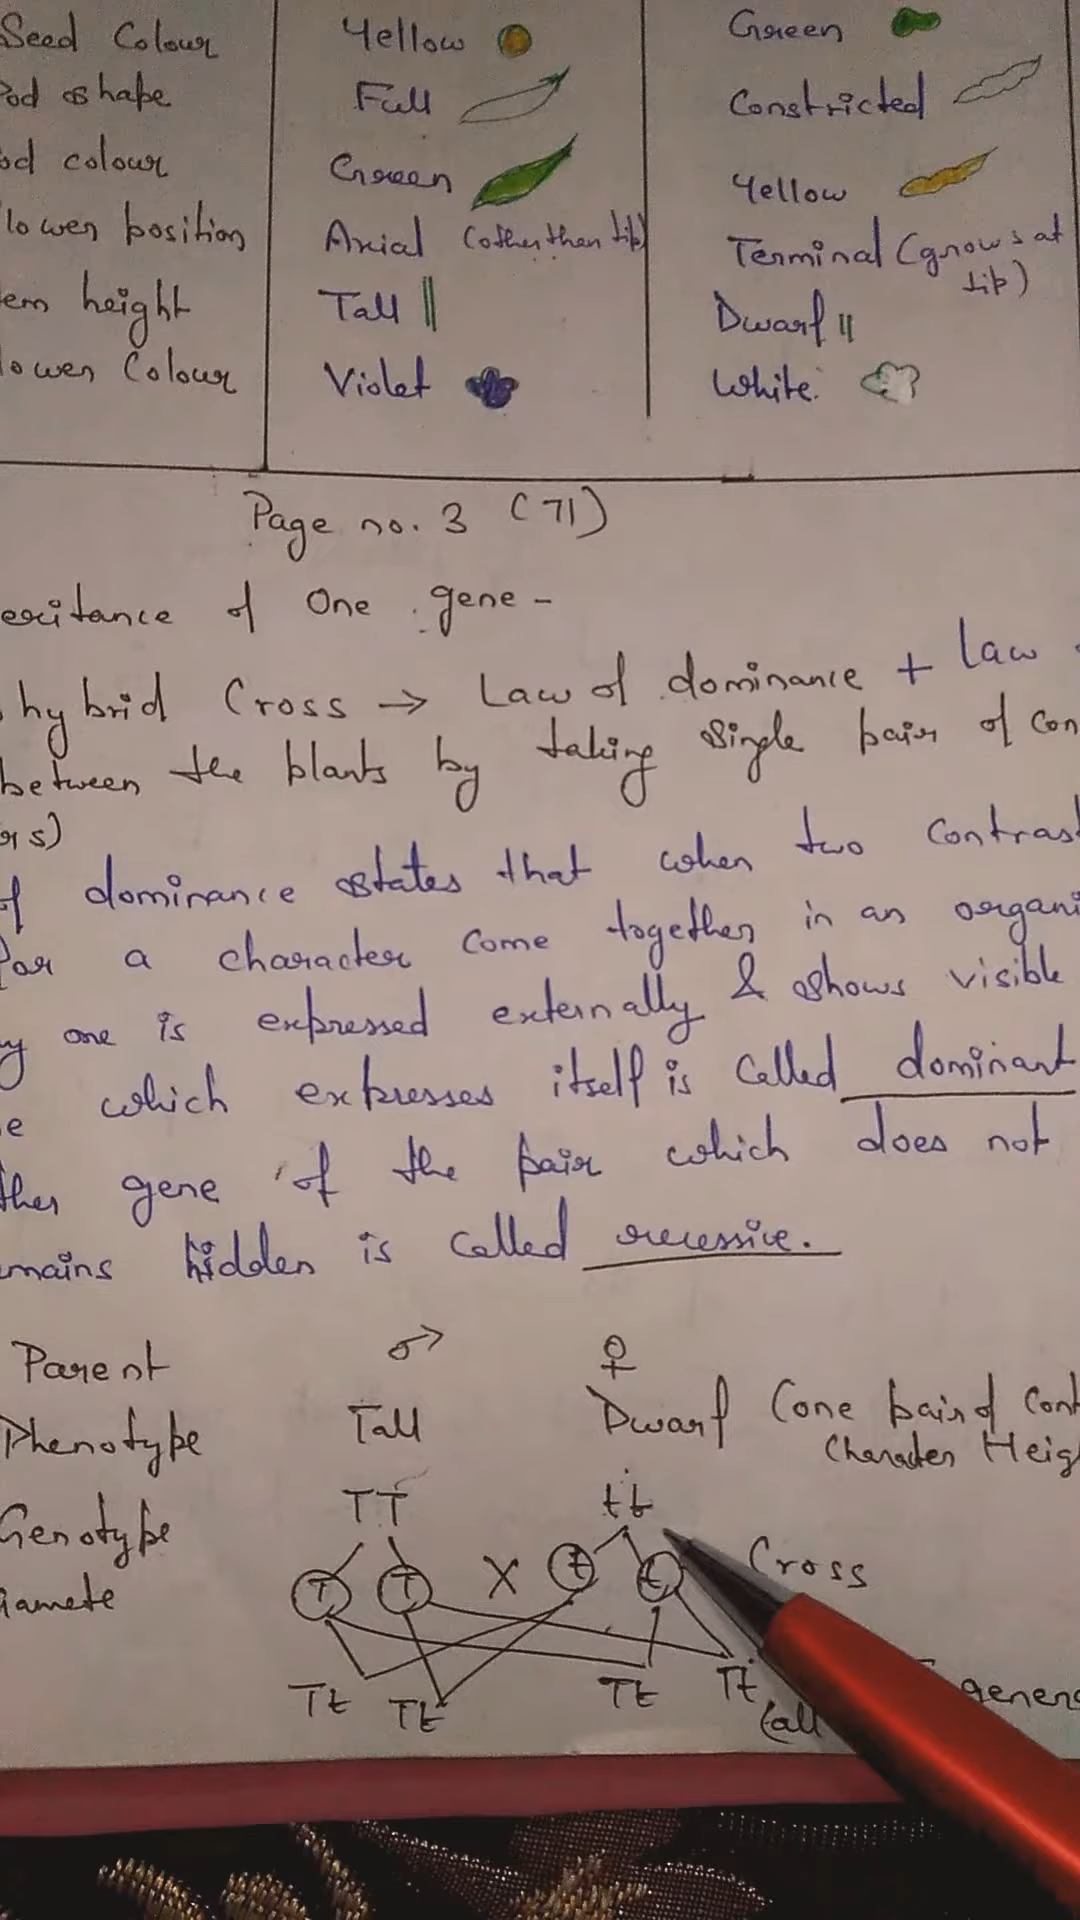 Seed Colour Yellow Green
Pod shape Full Constricted
od colour Green Yellow
lower position Axial (other than tip) Terminal (grows at tip)
em height Tall Dwarf
lower Colour Violet White
Page no. 3 (71)
eritance of One gene -
hybrid Cross → Law of dominance + Law
between the plants by taking single pair of Con
rs)
of dominance states that when two Contras
For a character come together in an organi
y one is expressed externally & shows visible
e which expresses itself is called dominant
ther gene of the pair which does not
mains hidden is called recessive.
Parent ♂ ♀
Phenotype Tall Dwarf (one pair of Cont
Character Heig
Genotype TT tt
amete T T X t t Cross
Tt Tt Tt Tt generа
(all